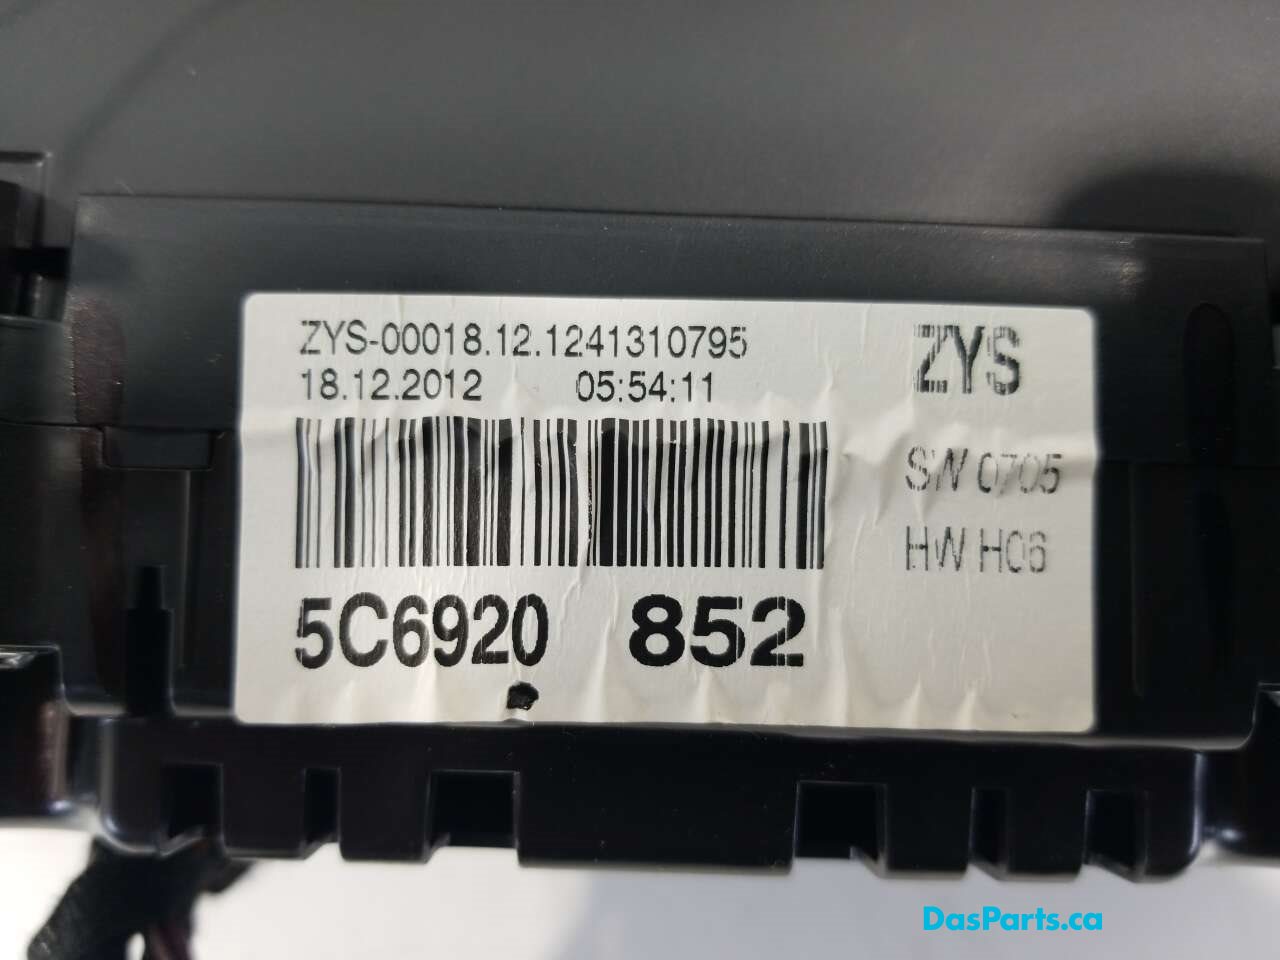 ZYS-00018.12.1241310795
18.12.2012 05:54:11
ZYS
SW 0705
HW H06
5C6920 852
DasParts.ca